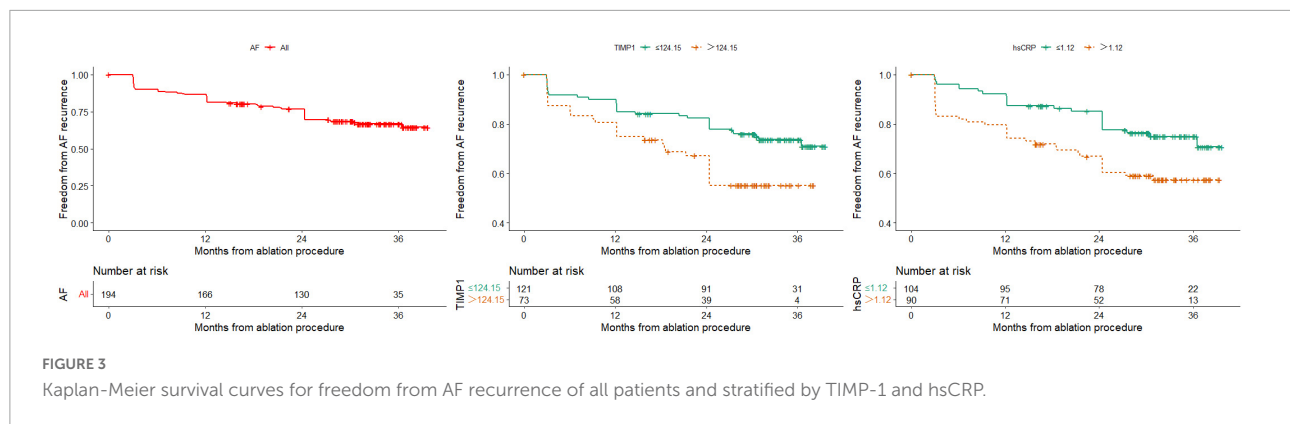 AF All
Freedom from AF recurrence
1.00
0.75
0.50
0.25
0.00
0 12 24 36
Months from ablation procedure
Number at risk
AF
All 194 166 130 35
0 12 24 36
Months from ablation procedure
TIMP1 ≤124.15 >124.15
Freedom from AF recurrence
1.0
0.8
0.6
0.4
0 12 24 36
Months from ablation procedure
Number at risk
TIMP1
≤124.15 121 108 91 31
>124.15 73 58 39 4
0 12 24 36
Months from ablation procedure
hsCRP ≤1.12 >1.12
Freedom from AF recurrence
1.0
0.8
0.6
0.4
0 12 24 36
Months from ablation procedure
Number at risk
hsCRP
≤1.12 104 95 78 22
>1.12 90 71 52 13
0 12 24 36
Months from ablation procedure
FIGURE 3
Kaplan-Meier survival curves for freedom from AF recurrence of all patients and stratified by TIMP-1 and hsCRP.